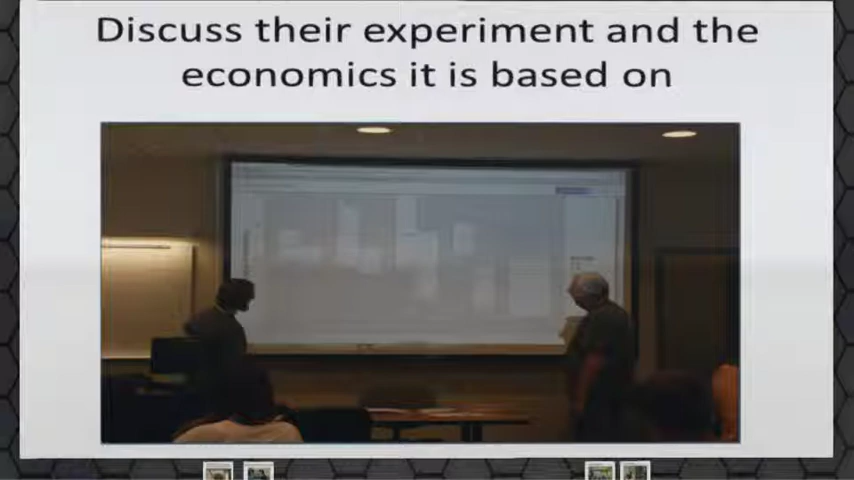 Discuss their experiment and the
economics it is based on